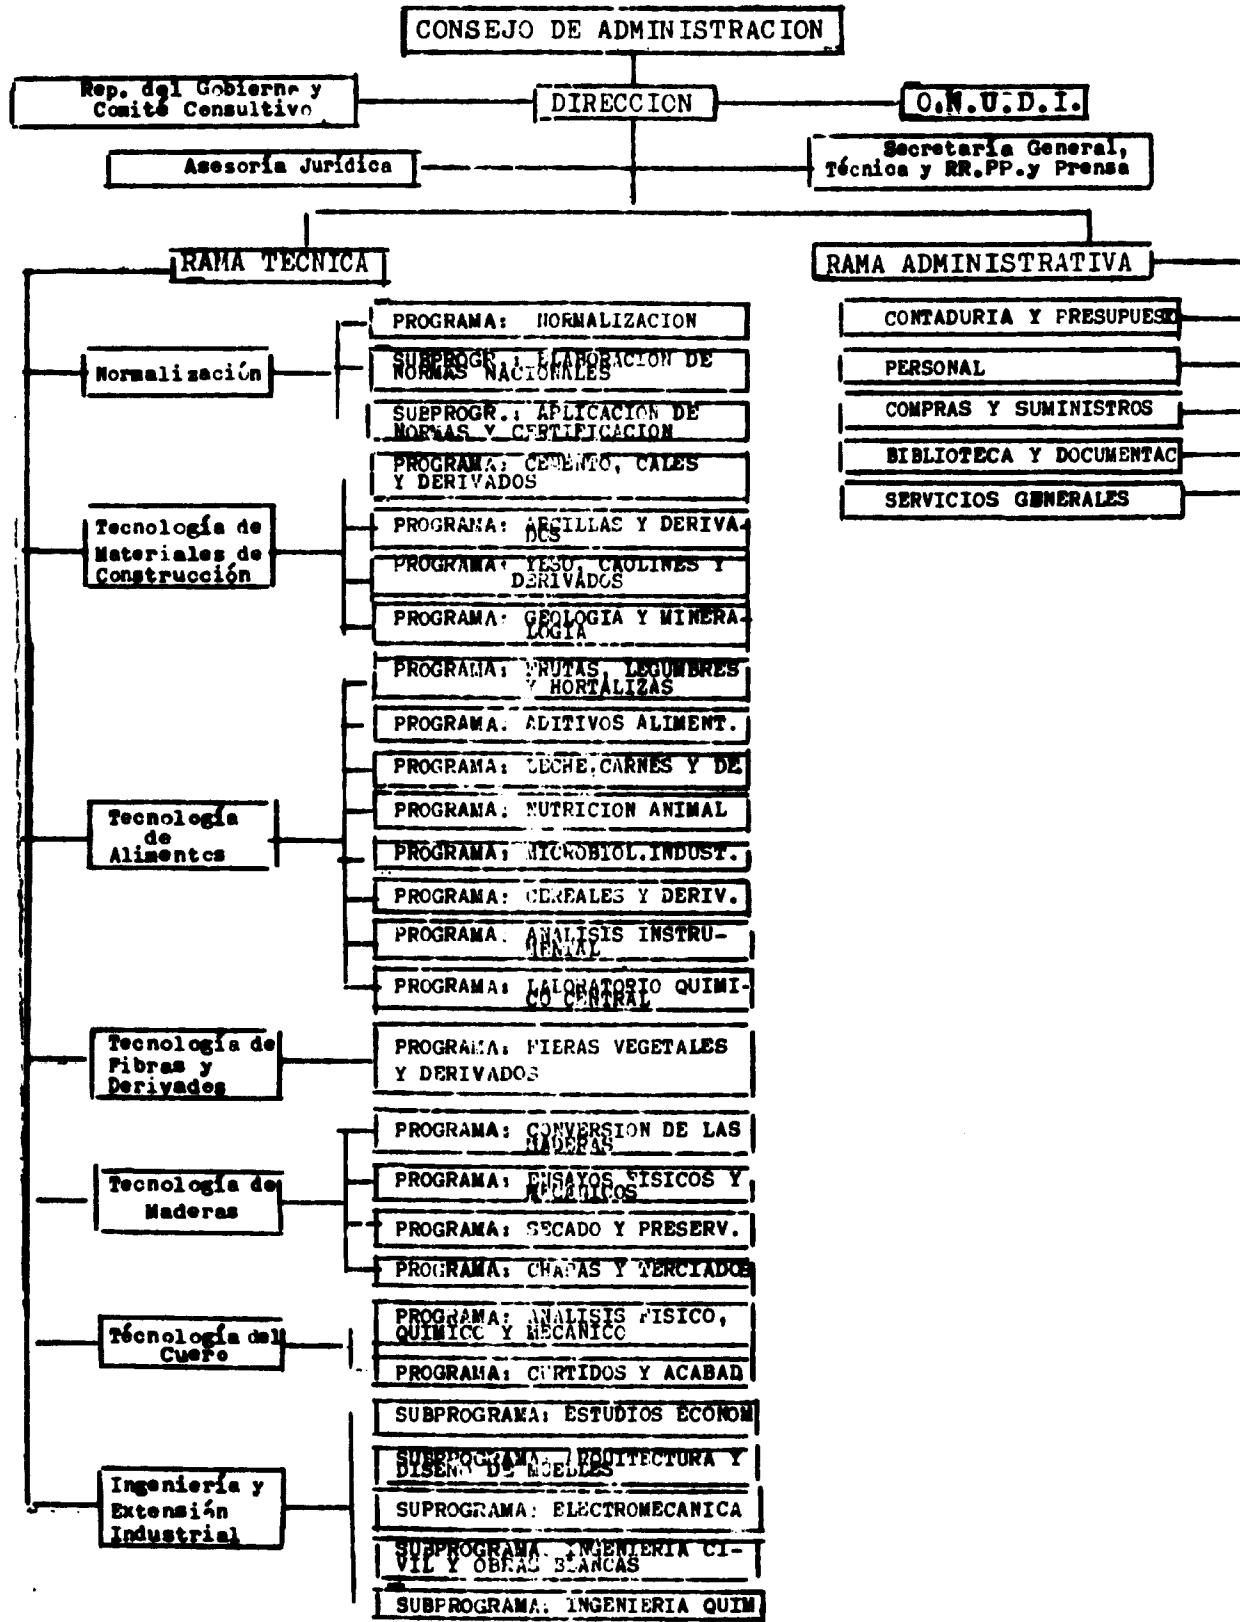 CONSEJO DE ADMINISTRACION
Rep. del Gobierno y
Comité Consultivo
DIRECCION
O.N.U.D.I.
Asesoría Jurídica
Secretaría General,
Técnica y RR.PP.y Prensa
RAMA TECNICA
RAMA ADMINISTRATIVA
CONTADURIA Y PRESUPUES
PERSONAL
COMPRAS Y SUMINISTROS
BIBLIOTECA Y DOCUMENTAC
SERVICIOS GENERALES
Normalización
PROGRAMA: NORMALIZACION
SUBPROGR.: ELABORACION DE
NORMAS NACIONALES
SUBPROGR.: APLICACION DE
NORMAS Y CERTIFICACION
Tecnología de
Materiales de
Construcción
PROGRAMA: CEMENTO, CALES
Y DERIVADOS
PROGRAMA: ARCILLAS Y DERIVA-
DOS
PROGRAMA: YESO, CAOLINES Y
DERIVADOS
PROGRAMA: GEOLOGIA Y MINERA-
LOGIA
Tecnología
de
Alimentos
PROGRAMA: FRUTAS, LEGUMBRES
Y HORTALIZAS
PROGRAMA: ADITIVOS ALIMENT.
PROGRAMA: LECHE,CARNES Y DE
PROGRAMA: NUTRICION ANIMAL
PROGRAMA: MICROBIOL.INDUST.
PROGRAMA: CEREALES Y DERIV.
PROGRAMA: ANALISIS INSTRU-
MENTAL
PROGRAMA: LABORATORIO QUIMI-
CO CENTRAL
Tecnología de
Fibras y
Derivados
PROGRAMA: FIBRAS VEGETALES
Y DERIVADOS
Tecnología de
Maderas
PROGRAMA: CONVERSION DE LAS
MADERAS
PROGRAMA: ENSAYOS FISICOS Y
MECANICOS
PROGRAMA: SECADO Y PRESERV.
PROGRAMA: CHAPAS Y TERCIADOS
Técnología del
Cuero
PROGRAMA: ANALISIS FISICO,
QUIMICO Y MECANICO
PROGRAMA: CURTIDOS Y ACABAD
Ingeniería y
Extensión
Industrial
SUBPROGRAMA: ESTUDIOS ECONOM
SUBPROGRAMA: ARQUITECTURA Y
DISEÑO DE MUEBLES
SUPROGRAMA: ELECTROMECANICA
SUBPROGRAMA: INGENIERIA CI-
VIL Y OBRAS BLANCAS
SUBPROGRAMA: INGENIERIA QUIM